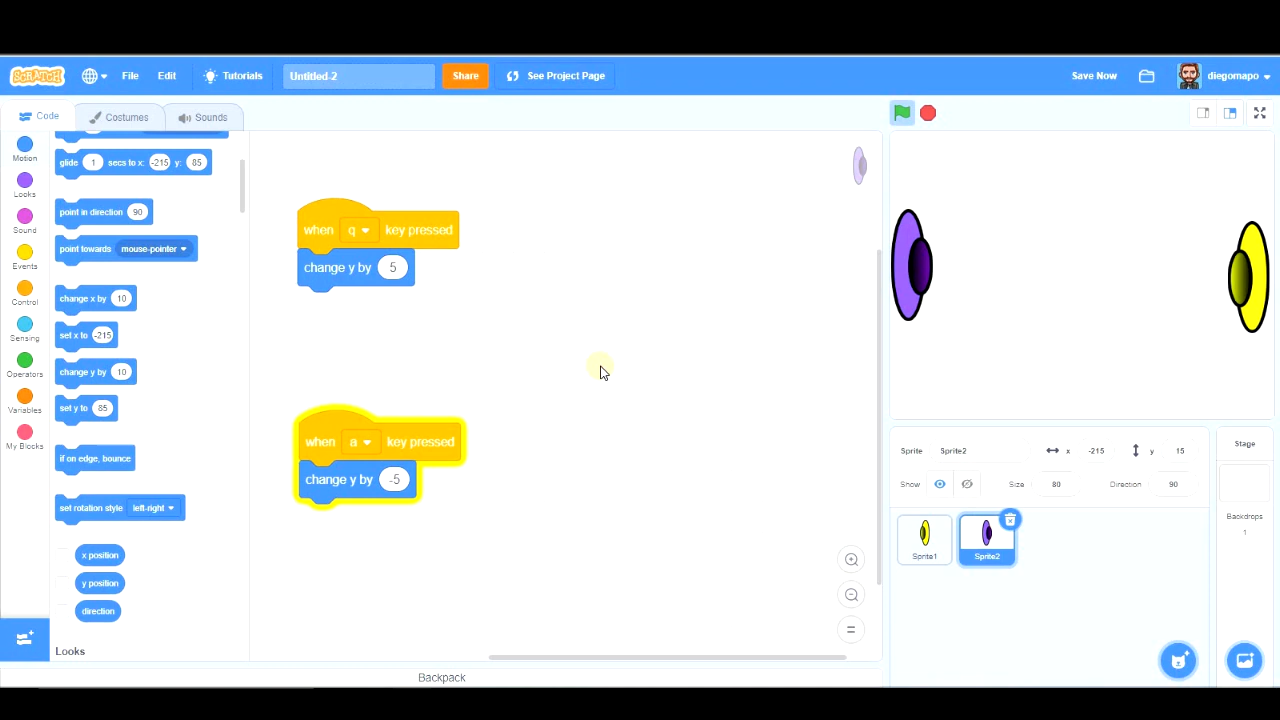 SCRATCH File Edit Tutorials Untitled-2 Share See Project Page Save Now diegomapo
Code Costumes Sounds
Motion
Looks
Sound
Events
Control
Sensing
Operators
Variables
My Blocks
glide 1 secs to x: -215 y: 85
point in direction 90
point towards mouse-pointer
change x by 10
set x to -215
change y by 10
set y to 85
if on edge, bounce
set rotation style left-right
x position
y position
direction
Looks
when q key pressed
change y by 5
when a key pressed
change y by -5
Backpack
Sprite Sprite2 x -215 y 15
Show Size 80 Direction 90
Sprite1 Sprite2
Stage
Backdrops
1